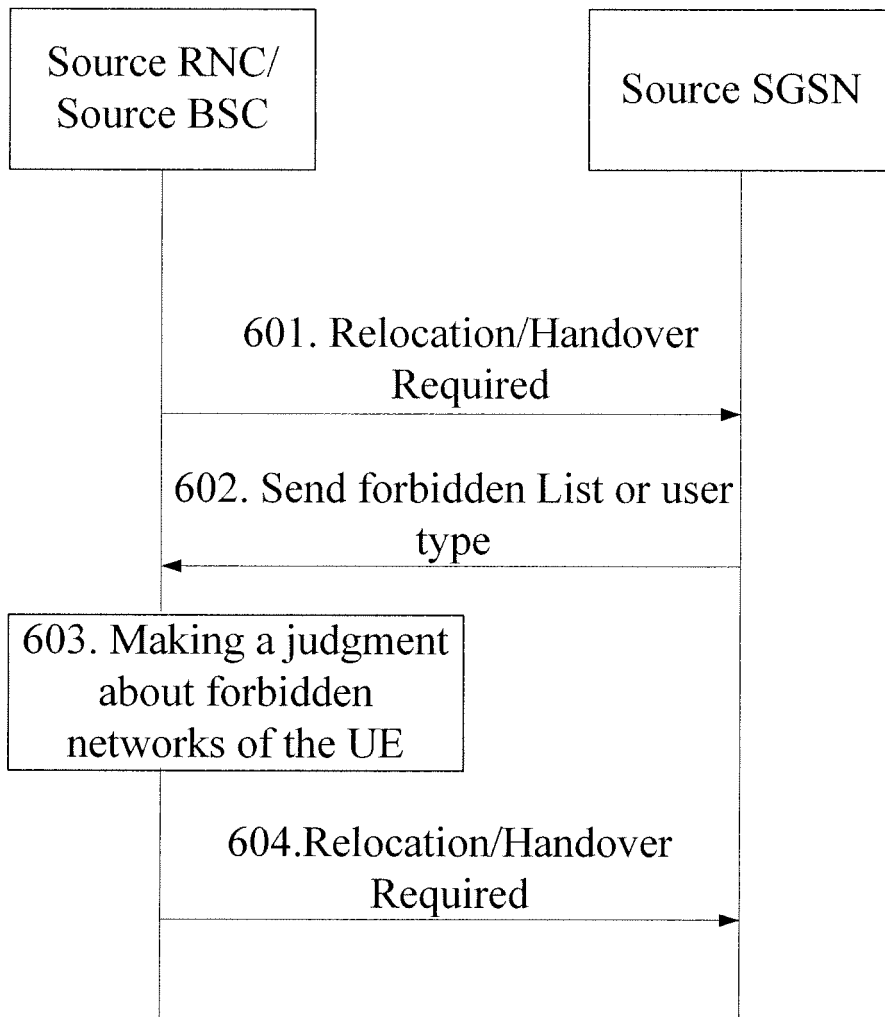 Source RNC/
Source BSC
Source SGSN
601. Relocation/Handover
Required
602. Send forbidden List or user
type
603. Making a judgment
about forbidden
networks of the UE
604.Relocation/Handover
Required